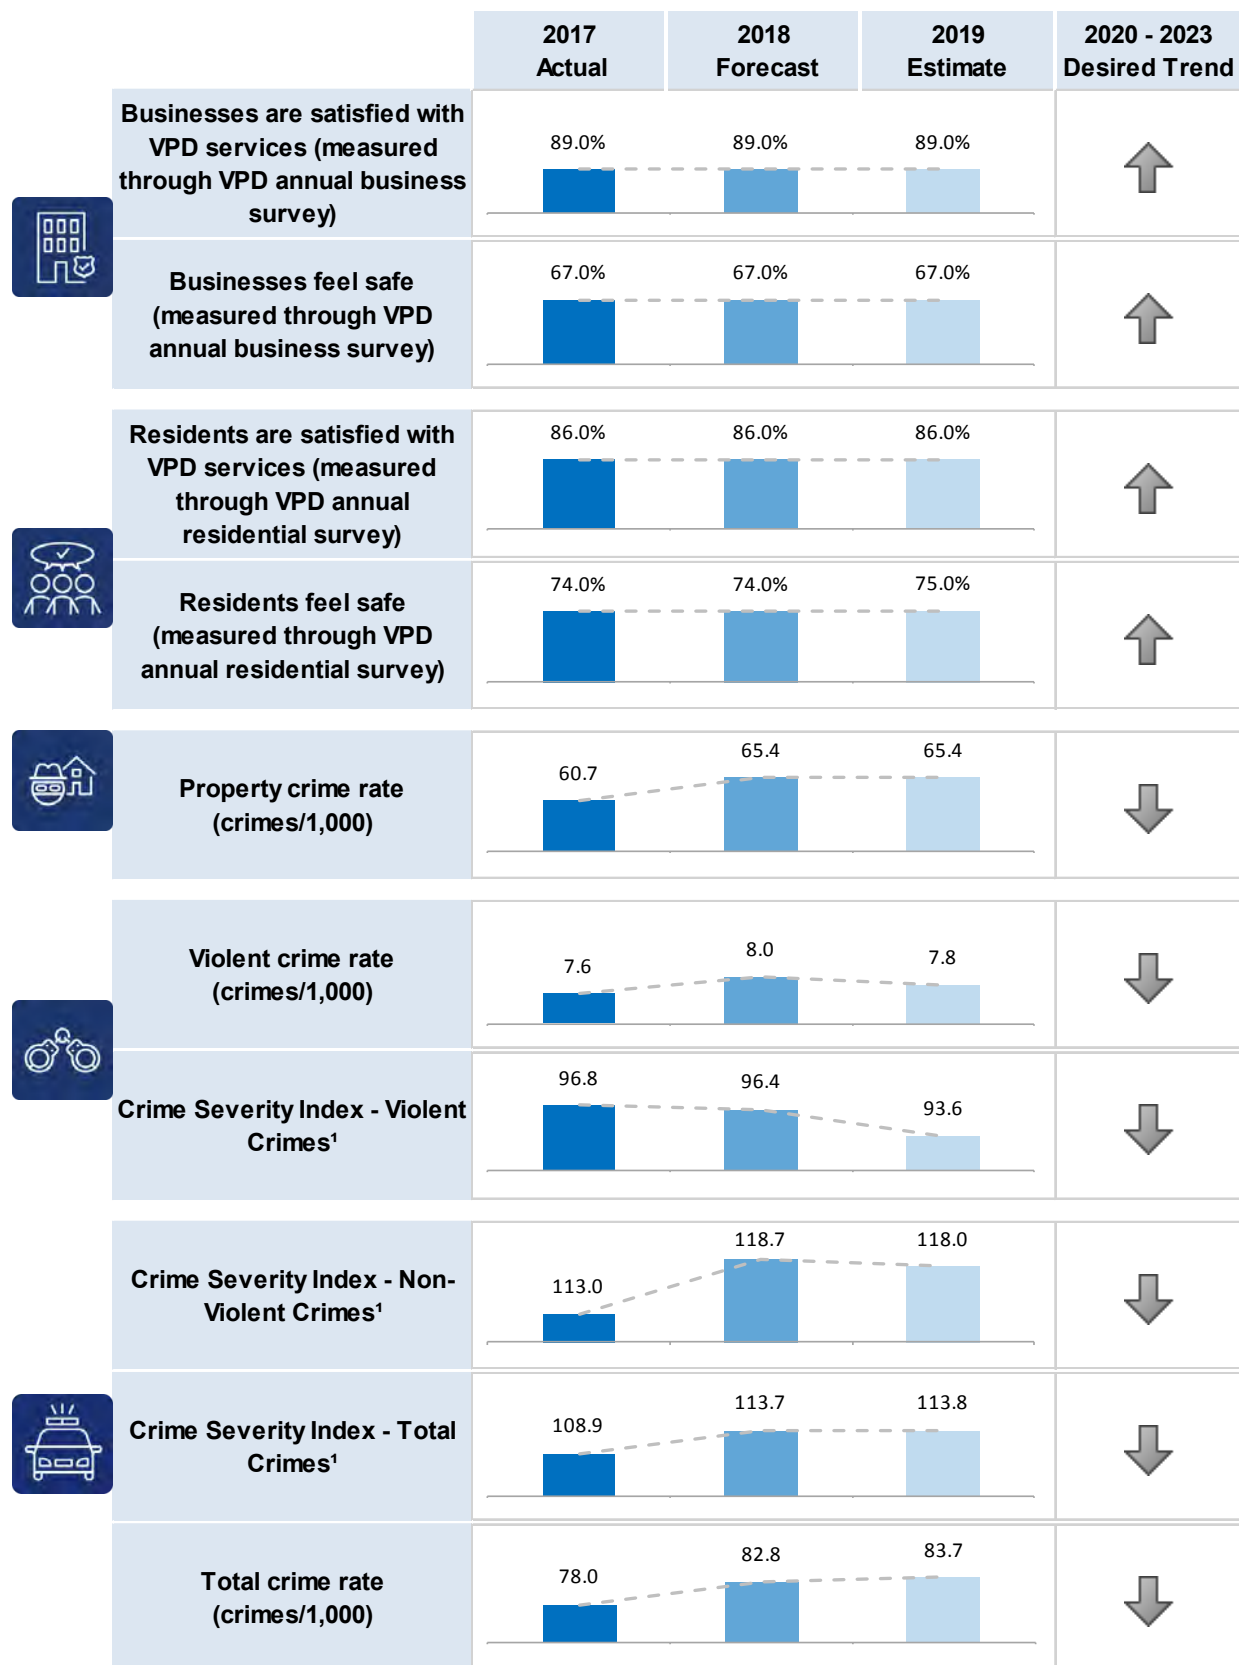 2017 2018 2019 2020 - 2023
Actual Forecast Estimate Desired Trend
Businesses are satisfied with
VPD services (measured
through VPD annual business
survey)
89.0% 89.0% 89.0%
Businesses feel safe
(measured through VPD
annual business survey)
67.0% 67.0% 67.0%
Residents are satisfied with
VPD services (measured
through VPD annual
residential survey)
86.0% 86.0% 86.0%
Residents feel safe
(measured through VPD
annual residential survey)
74.0% 74.0% 75.0%
Property crime rate
(crimes/1,000)
60.7 65.4 65.4
Violent crime rate
(crimes/1,000)
7.6 8.0 7.8
Crime Severity Index - Violent
Crimes¹
96.8 96.4 93.6
Crime Severity Index - Non-
Violent Crimes¹
113.0 118.7 118.0
Crime Severity Index - Total
Crimes¹
108.9 113.7 113.8
Total crime rate
(crimes/1,000)
78.0 82.8 83.7